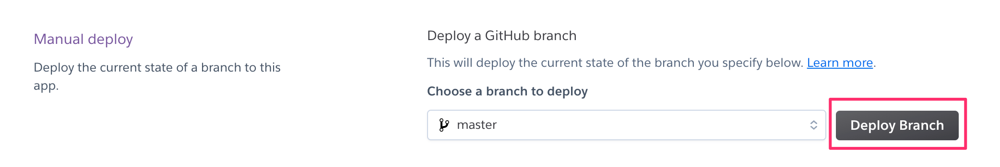 Manual deploy
Deploy the current state of a branch to this
app.
Deploy a GitHub branch
This will deploy the current state of the branch you specify below. Learn more.
Choose a branch to deploy
master
Deploy Branch